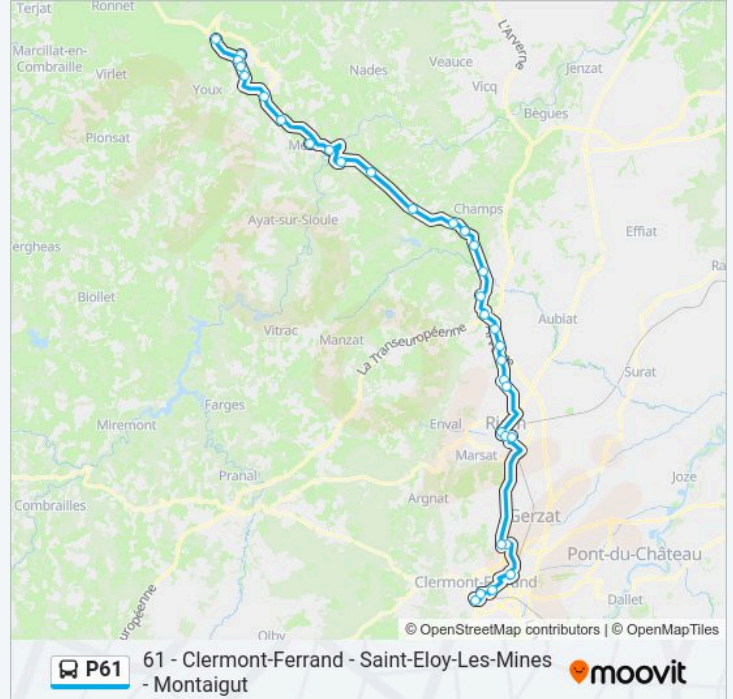 Terjat
Ronnet
L'Arverne
Marcillat-en-
Combraille
Virlet
Nades
Veauce
Jenzat
Youx
Vicq
Bègues
Pionsat
Champs
Ayat-sur-Sioule
Effiat
ergheas
Ra
Biollet
Vitrac
Manzat
La Transeuropéenne
Aubiat
Surat
Farges
Miremont
Enval
Marsat
Pranal
Joze
Combrailles
Argnat
Gerzat
Pont-du-Château
Clermont-Ferrand
Dallet
uropéenne
Olby
© OpenStreetMap contributors | © OpenMapTiles
P61
61 - Clermont-Ferrand - Saint-Eloy-Les-Mines
- Montaigut
moovit